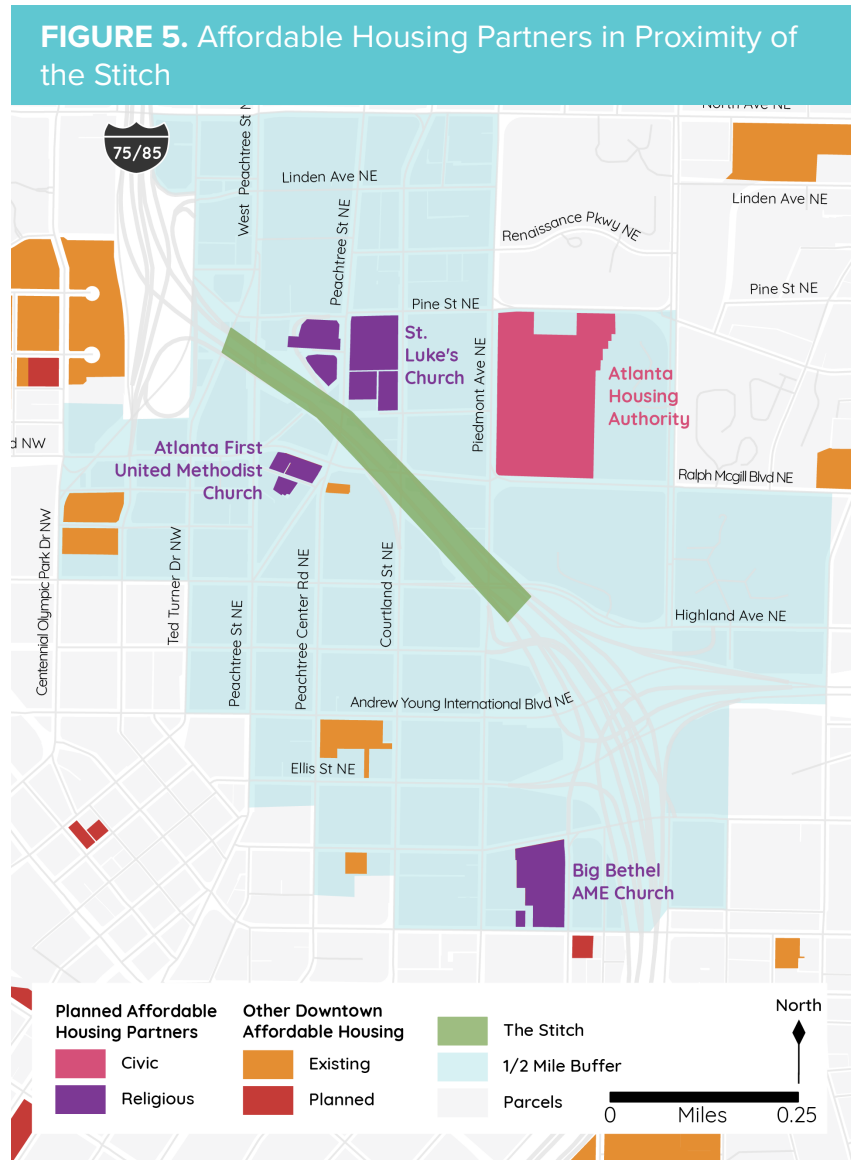 FIGURE 5. Affordable Housing Partners in Proximity of
the Stitch
North Ave NE
75/85
West Peachtree St N
Linden Ave NE
Linden Ave NE
Peachtree St NE
Renaissance Pkwy NE
Pine St NE
Pine St NE
St.
Luke's
Church
Piedmont Ave NE
Atlanta
Housing
Authority
d NW
Atlanta First
United Methodist
Church
Ralph Mcgill Blvd NE
Centennial Olympic Park Dr NW
Ted Turner Dr NW
Peachtree St NE
Peachtree Center Rd NE
Courtland St NE
Highland Ave NE
Andrew Young International Blvd NE
Ellis St NE
Big Bethel
AME Church
Planned Affordable
Housing Partners
Civic
Religious
Other Downtown
Affordable Housing
Existing
Planned
The Stitch
1/2 Mile Buffer
Parcels
North
0 Miles 0.25